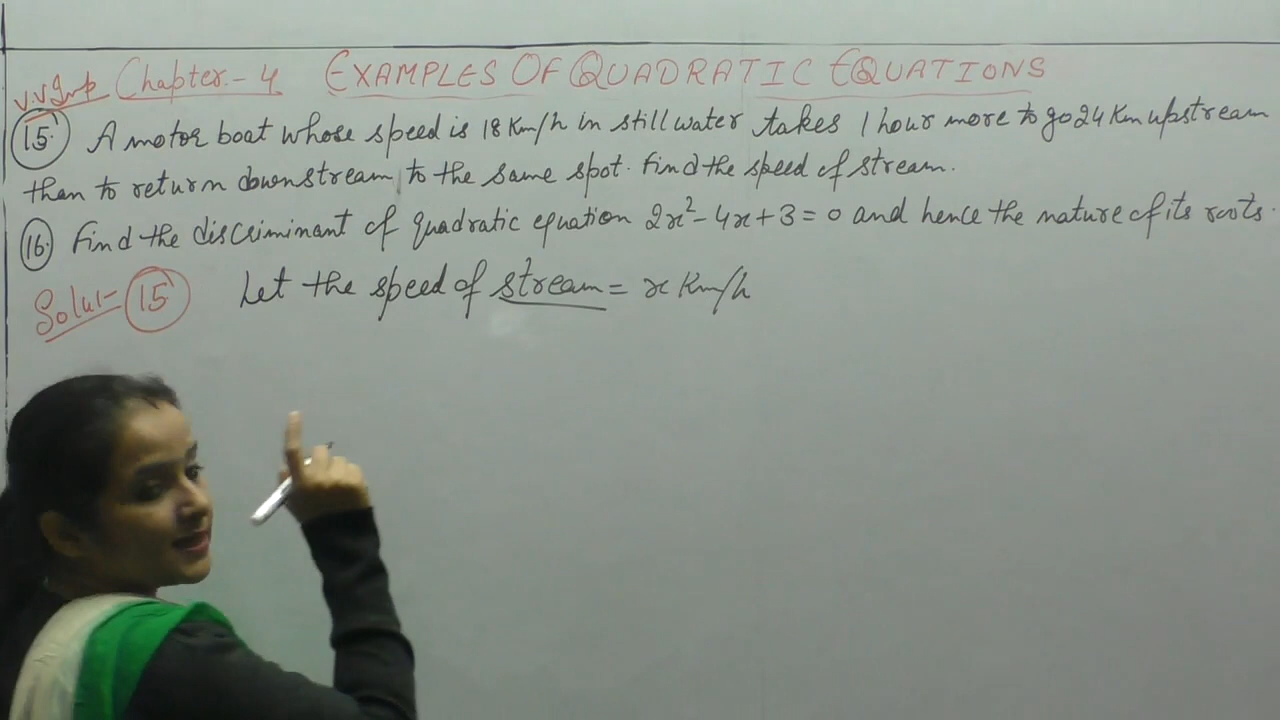 V.V Imp Chapter:- 4 EXAMPLES OF QUADRATIC EQUATIONS
(15.) A motor boat whose speed is 18 Km/h in still water takes 1 hour more to go 24 Km upstream
than to return downstream to the same spot. Find the speed of stream.
(16.) Find the discriminant of quadratic equation 2x² - 4x + 3 = 0 and hence the nature of its roots.
Solu:- (15) Let the speed of stream = x Km/h